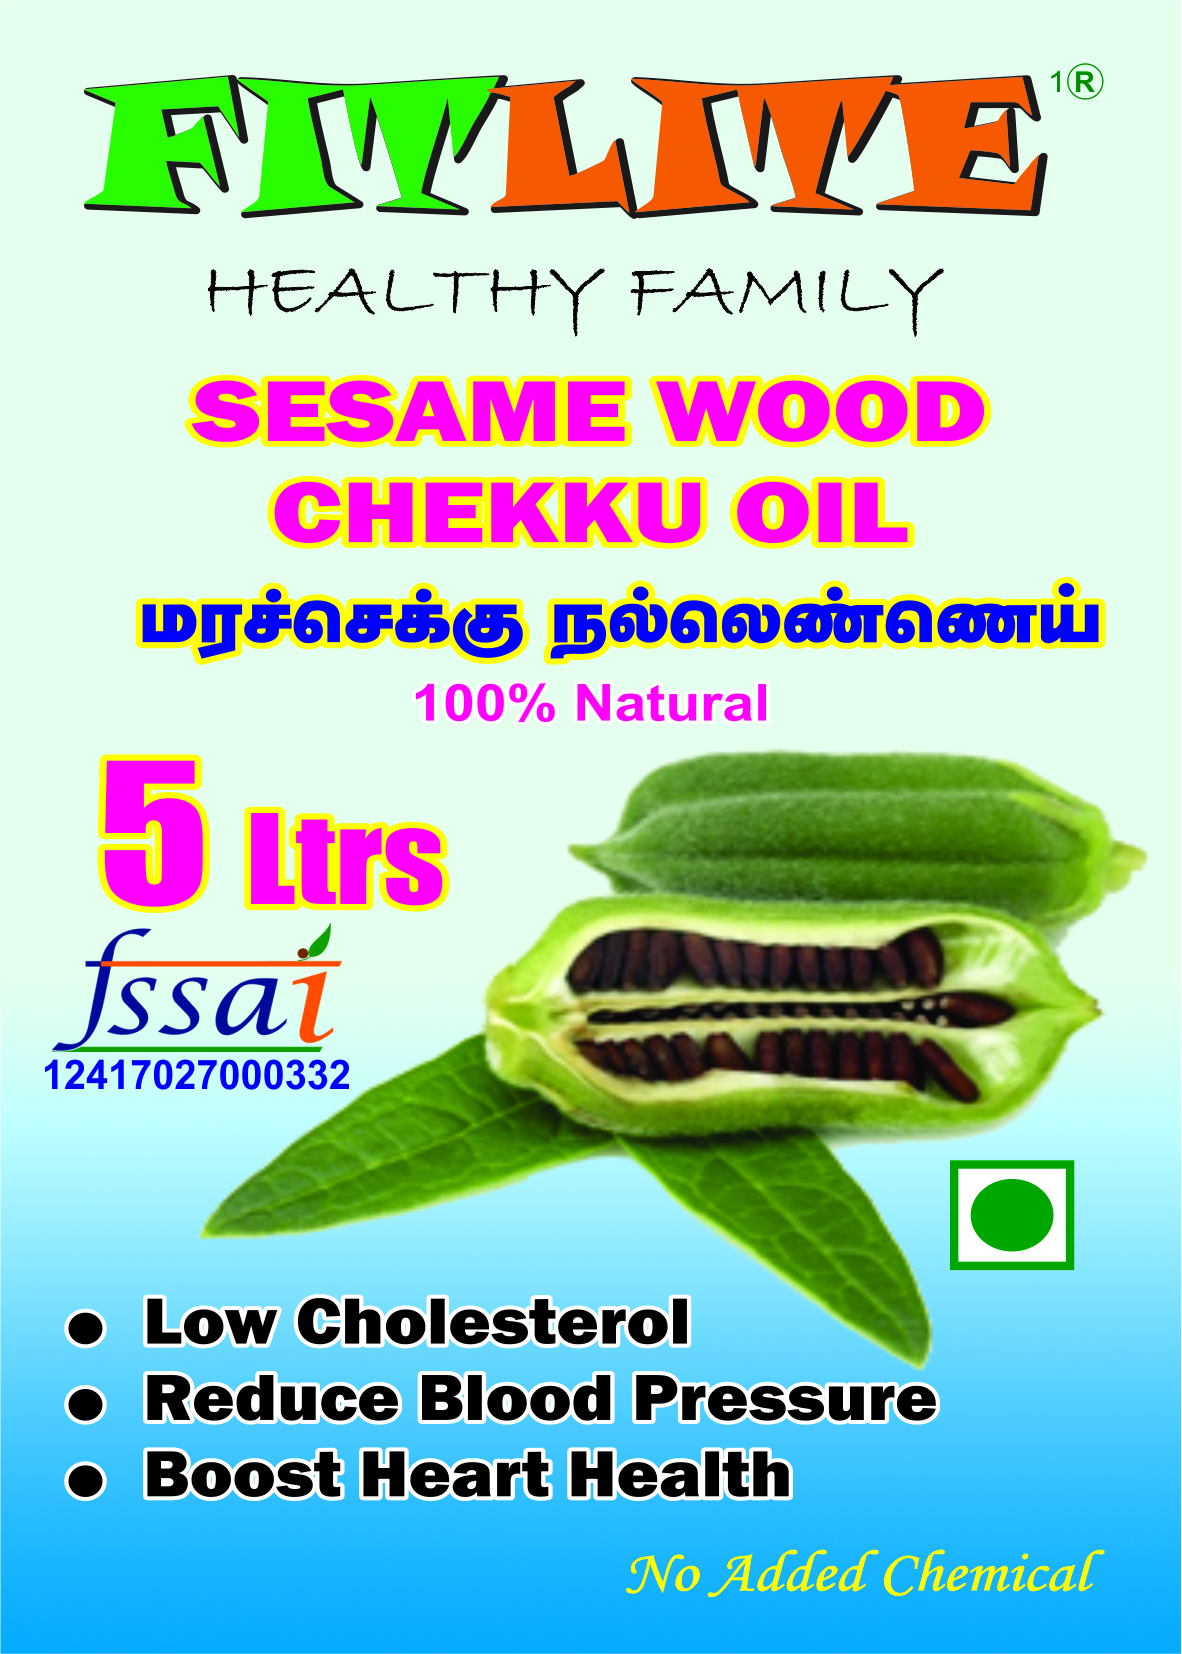 FITLITE 1®
HEALTHY FAMILY
SESAME WOOD
CHEKKU OIL
மரச்செக்கு நல்லெண்ணெய்
100% Natural
5 Ltrs
fssai
12417027000332
● Low Cholesterol
● Reduce Blood Pressure
● Boost Heart Health
No Added Chemical